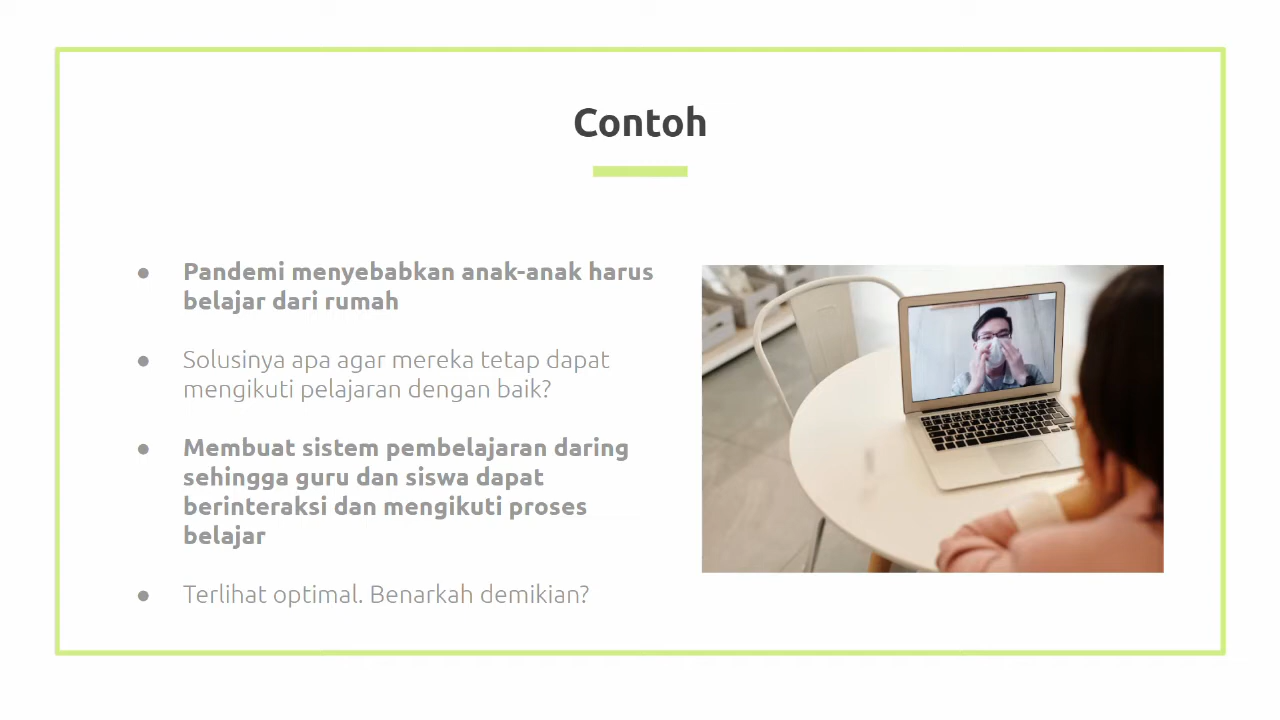 Contoh
● Pandemi menyebabkan anak-anak harus
belajar dari rumah
● Solusinya apa agar mereka tetap dapat
mengikuti pelajaran dengan baik?
● Membuat sistem pembelajaran daring
sehingga guru dan siswa dapat
berinteraksi dan mengikuti proses
belajar
● Terlihat optimal. Benarkah demikian?